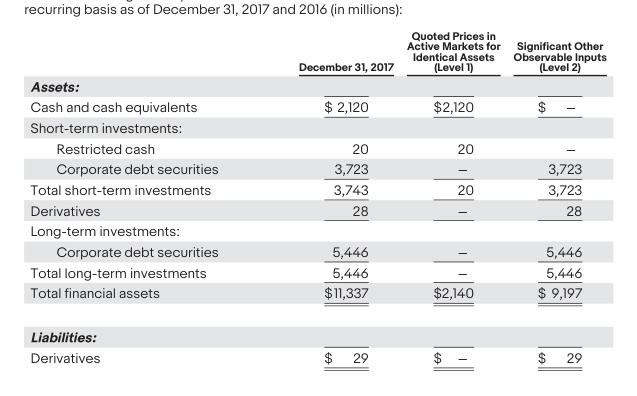 recurring basis as of December 31, 2017 and 2016 (in millions):
Quoted Prices in
Active Markets for Significant Other
Identical Assets Observable Inputs
December 31, 2017 (Level 1) (Level 2)
Assets:
Cash and cash equivalents $ 2,120 $2,120 $ –
Short-term investments:
Restricted cash 20 20 –
Corporate debt securities 3,723 – 3,723
Total short-term investments 3,743 20 3,723
Derivatives 28 – 28
Long-term investments:
Corporate debt securities 5,446 – 5,446
Total long-term investments 5,446 – 5,446
Total financial assets $11,337 $2,140 $ 9,197
Liabilities:
Derivatives $ 29 $ – $ 29